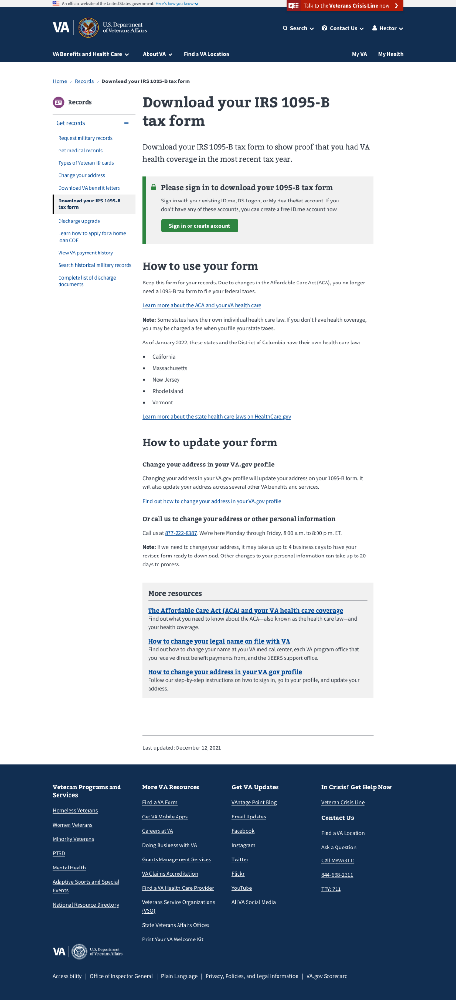 An official website of the United States government. Here's how you know
Talk to the Veterans Crisis Line now
VA
U.S. Department
of Veterans Affairs
Search
Contact Us
Hector
VA Benefits and Health Care
About VA
Find a VA Location
My VA
My Health
Home › Records › Download your IRS 1095-B tax form
Records
Get records
Request military records
Get medical records
Types of Veteran ID cards
Change your address
Download VA benefit letters
Download your IRS 1095-B
tax form
Discharge upgrade
Learn how to apply for a home
loan COE
View VA payment history
Search historical military records
Complete list of discharge
documents
Download your IRS 1095-B
tax form
Download your IRS 1095-B tax form to show proof that you had VA
health coverage in the most recent tax year.
Please sign in to download your 1095-B tax form
Sign in with your existing ID.me, DS Logon, or My HealtheVet account. If you
don't have any of these accounts, you can create a free ID.me account now.
Sign in or create account
How to use your form
Keep this form for your records. Due to changes in the Affordable Care Act (ACA), you no longer
need a 1095-B tax form to file your federal taxes.
Learn more about the ACA and your VA health care
Note: Some states have their own individual health care law. If you don't have health coverage,
you may be charged a fee when you file your state taxes.
As of January 2022, these states and the District of Columbia have their own health care law:
▪ California
▪ Massachusetts
▪ New Jersey
▪ Rhode Island
▪ Vermont
Learn more about the state health care laws on HealthCare.gov
How to update your form
Change your address in your VA.gov profile
Changing your address in your VA.gov profile will update your address on your 1095-B form. It
will also update your address across several other VA benefits and services.
Find out how to change your address in your VA.gov profile
Or call us to change your address or other personal information
Call us at 877-222-8387. We're here Monday through Friday, 8:00 a.m. to 8:00 p.m. ET.
Note: If we  need to change your address, it may take us up to 4 business days to have your
revised form ready to download. Other changes to your personal information can take up to 20
days to process.
More resources
The Affordable Care Act (ACA) and your VA health care coverage
Find out what you need to know about the ACA—also known as the health care law—and
your health coverage.
How to change your legal name on file with VA
Find out how to change your name at your VA medical center, each VA program office that
you receive direct benefit payments from, and the DEERS support office.
How to change your address in your VA.gov profile
Follow our step-by-step instructions on hwo to sign in, go to your profile, and update your
address.
Last updated: December 12, 2021
Veteran Programs and
Services
Homeless Veterans
Women Veterans
Minority Veterans
PTSD
Mental Health
Adaptive Sports and Special
Events
National Resource Directory
More VA Resources
Find a VA Form
Get VA Mobile Apps
Careers at VA
Doing Business with VA
Grants Management Services
VA Claims Accreditation
Find a VA Health Care Provider
Veterans Service Organizations
(VSO)
State Veterans Affairs Offices
Print Your VA Welcome Kit
Get VA Updates
VAntage Point Blog
Email Updates
Facebook
Instagram
Twitter
Flickr
YouTube
All VA Social Media
In Crisis? Get Help Now
Veteran Crisis Line
Contact Us
Find a VA Location
Ask a Question
Call MyVA311:
844-698-2311
TTY: 711
VA
U.S. Department
of Veterans Affairs
Accessibility | Office of Inspector General | Plain Language | Privacy, Policies, and Legal Information | VA.gov Scorecard